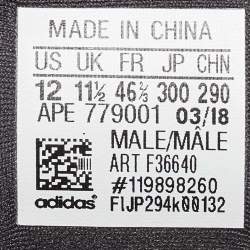 MADE IN CHINA
US UK FR JP CHN
12 11½ 46⅔ 300 290
APE 779001 03/18
MALE/MÂLE
ART F36640
#119898260
adidas FIJP294k00132